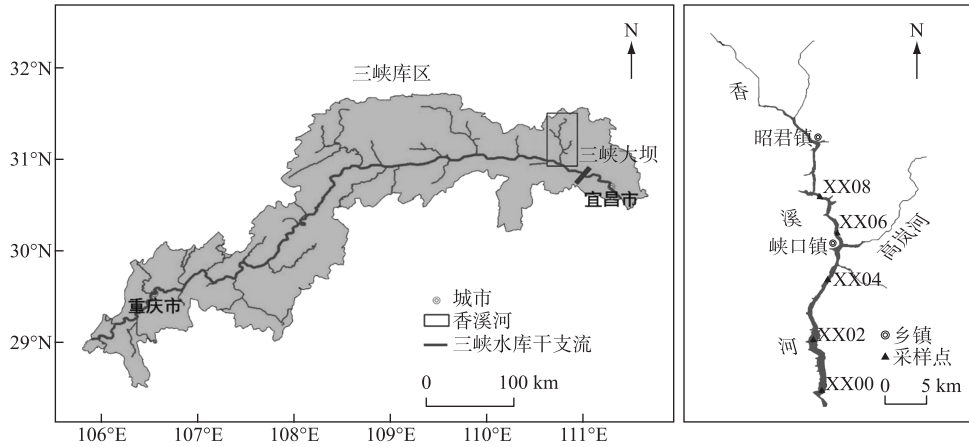 N
32°N
31°N
30°N
29°N
三峡库区
三峡大坝
宜昌市
重庆市
城市
香溪河
三峡水库干支流
0 100 km
106°E 107°E 108°E 109°E 110°E 111°E
N
香
昭君镇
XX08
溪
XX06
峡口镇
高岚河
XX04
河
XX02
乡镇
采样点
XX00
0 5 km